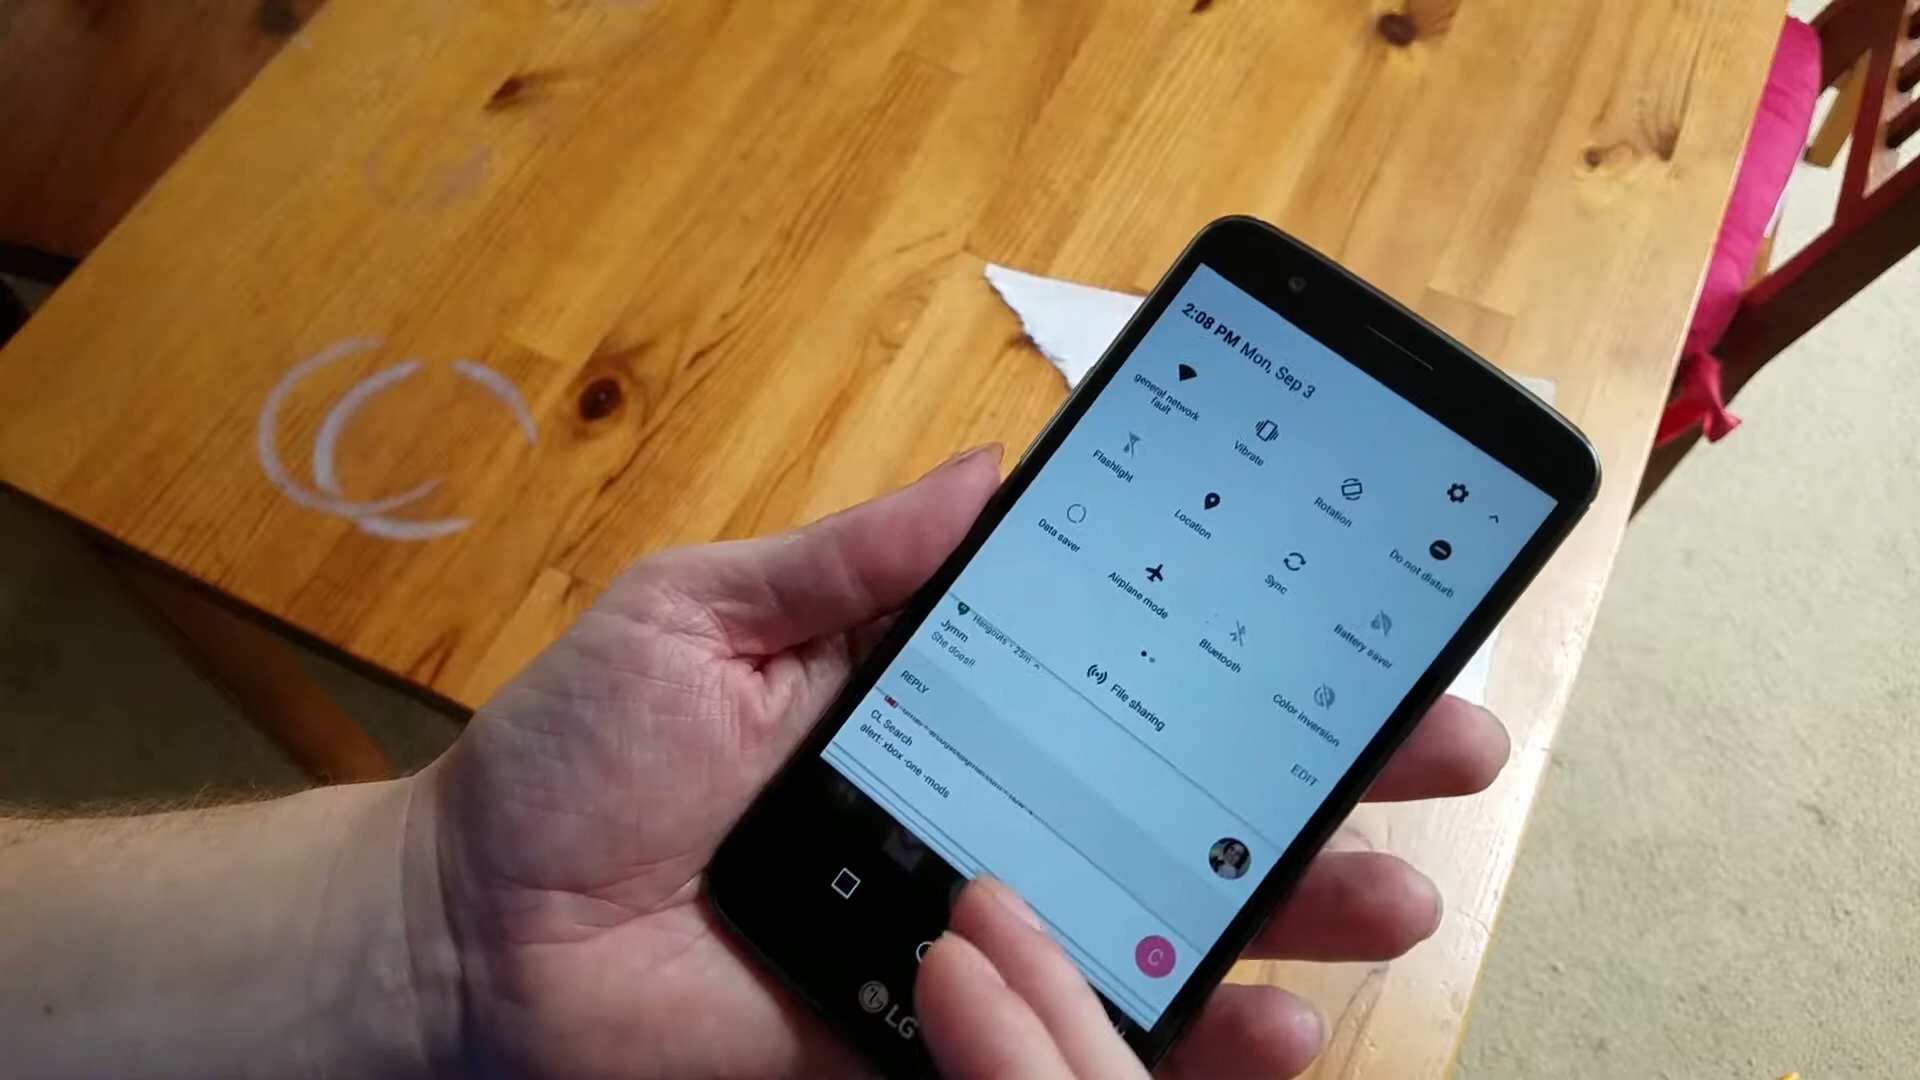 2:08 PM Mon, Sep 3
general network
fault
Vibrate
Rotation
Do not disturb
Flashlight
Location
Sync
Battery saver
Data saver
Airplane mode
Bluetooth
Color inversion
File sharing
EDIT
Hangouts • 25m
Jymm
She does!!
REPLY
CL Search
alert: xbox -one -mods
C
LG